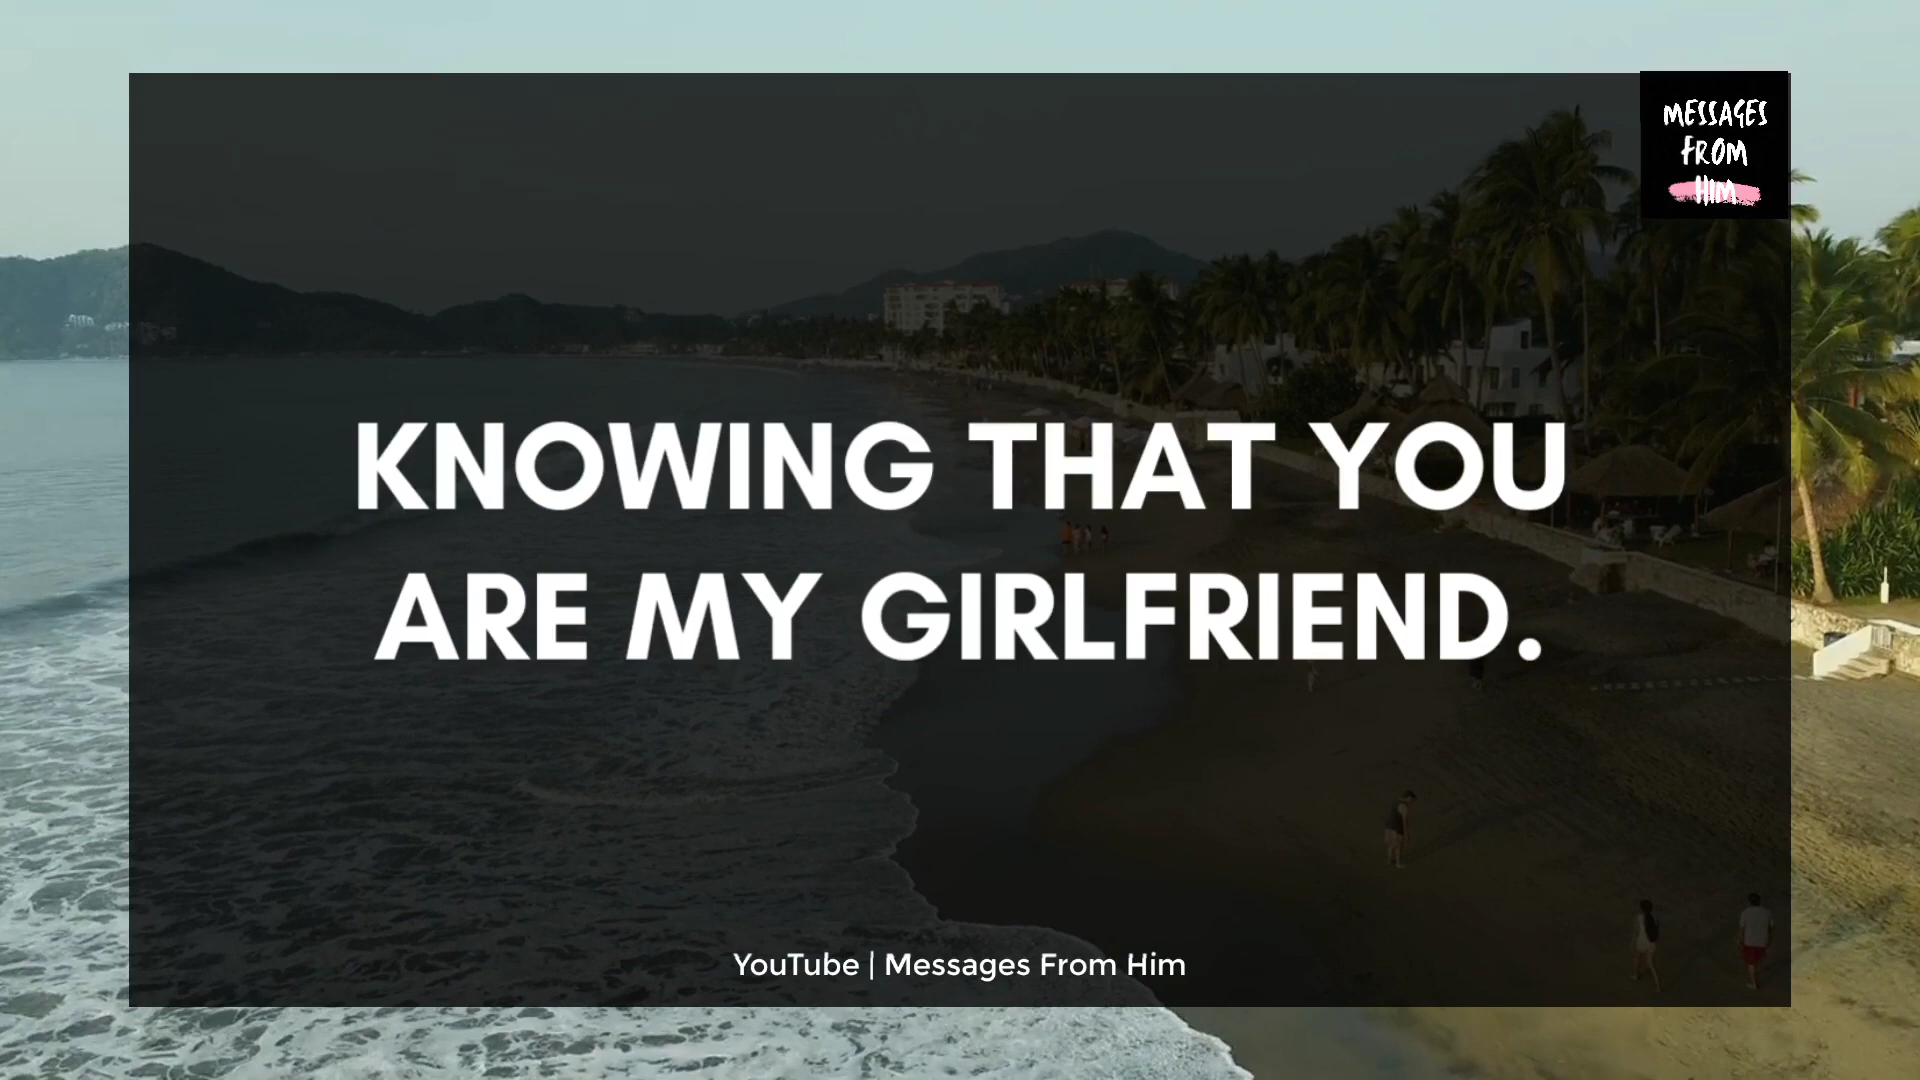 MESSAGES
FROM
HIM
KNOWING THAT YOU
ARE MY GIRLFRIEND.
YouTube | Messages From Him